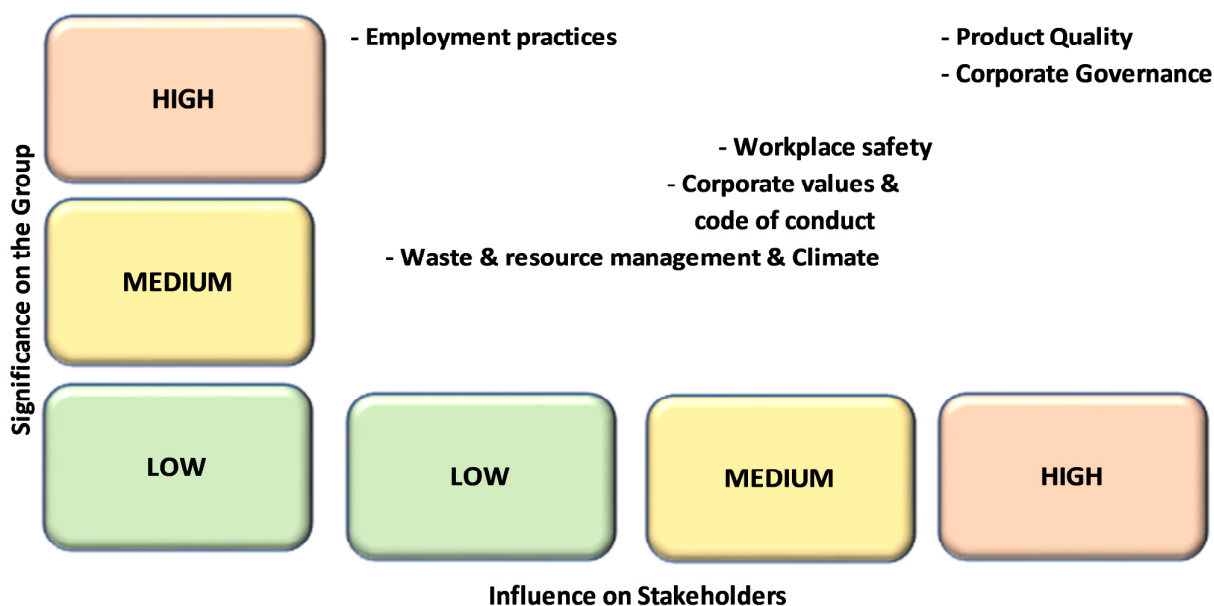 HIGH
- Employment practices
- Product Quality
- Corporate Governance
- Workplace safety
- Corporate values &
code of conduct
- Waste & resource management & Climate
MEDIUM
Significance on the Group
LOW
LOW
MEDIUM
HIGH
Influence on Stakeholders